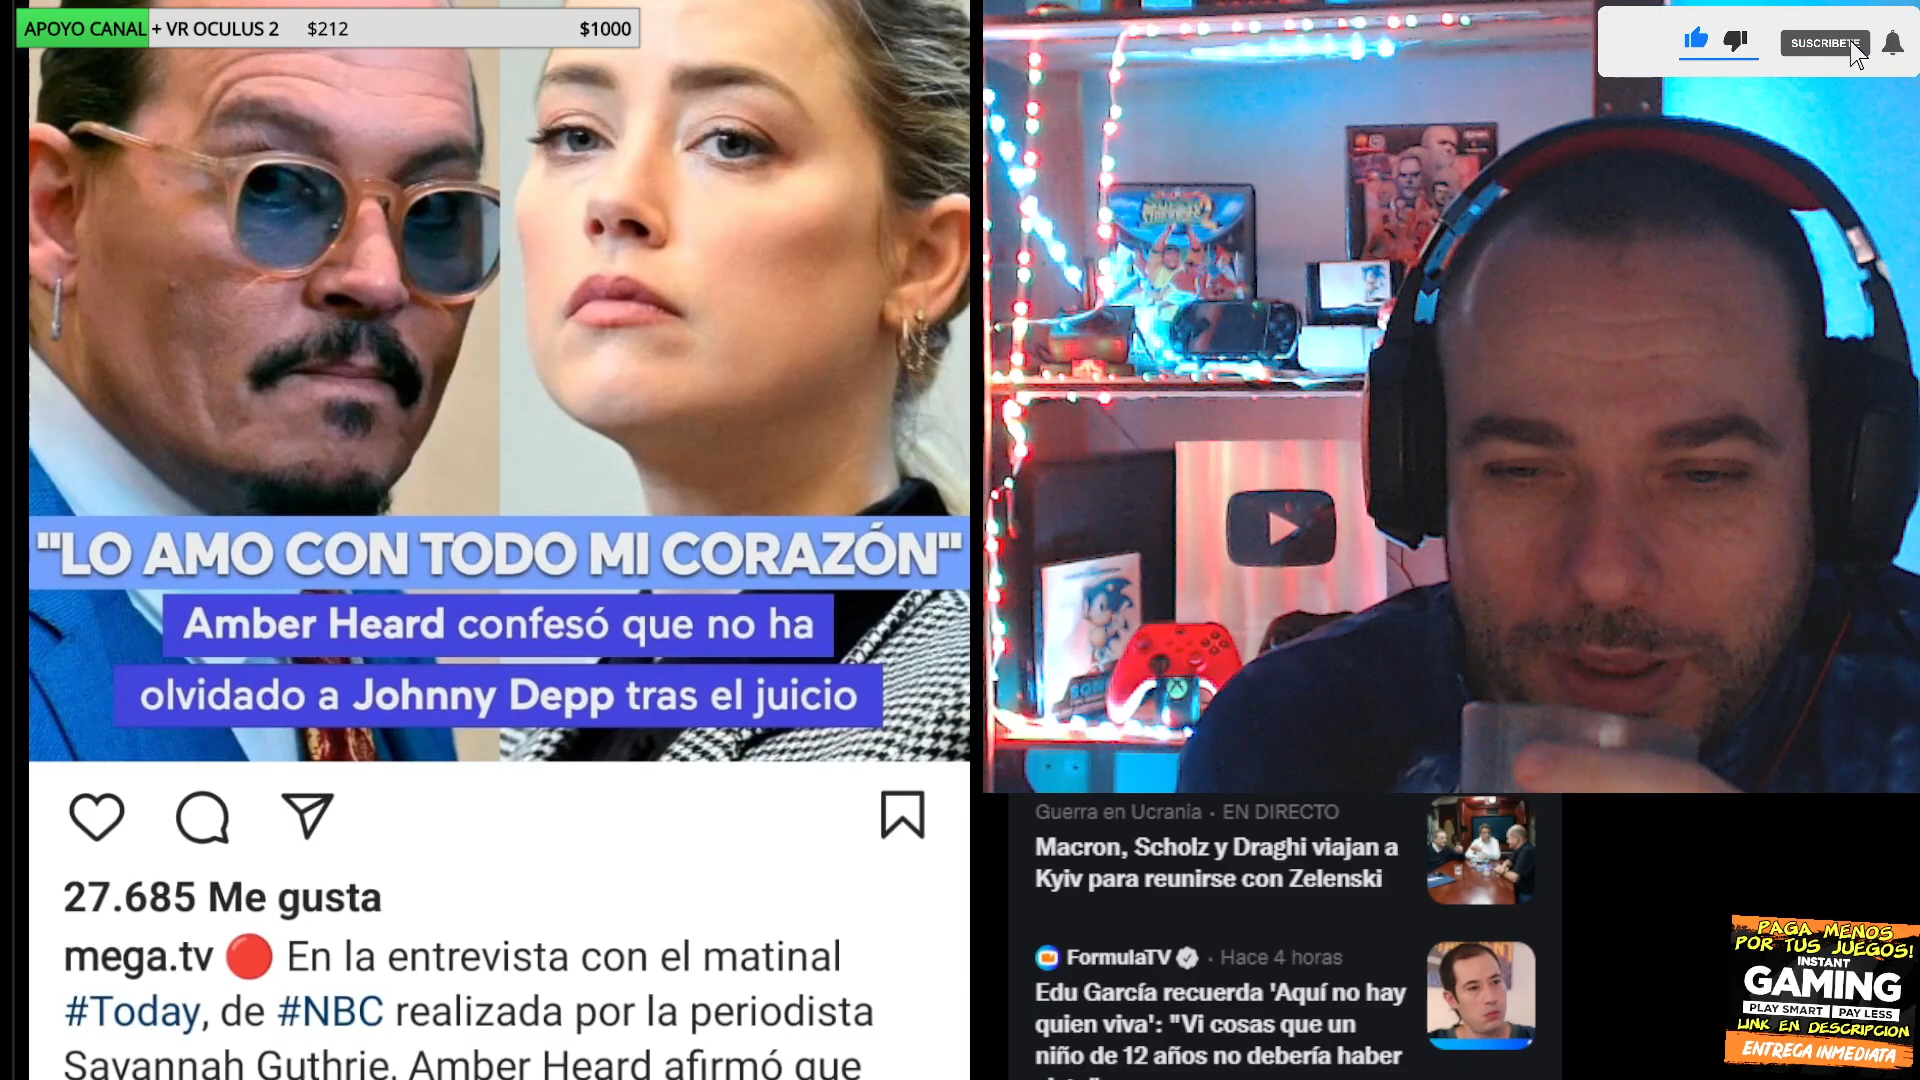 APOYO CANAL + VR OCULUS 2 $212 $1000
"LO AMO CON TODO MI CORAZÓN"
Amber Heard confesó que no ha
olvidado a Johnny Depp tras el juicio
27.685 Me gusta
mega.tv 🔴 En la entrevista con el matinal
#Today, de #NBC realizada por la periodista
Savannah Guthrie, Amber Heard afirmó que
SUSCRIBETE
Guerra en Ucrania · EN DIRECTO
Macron, Scholz y Draghi viajan a
Kyiv para reunirse con Zelenski
FormulaTV · Hace 4 horas
Edu García recuerda 'Aquí no hay
quien viva': "Vi cosas que un
niño de 12 años no debería haber
PAGA MENOS
POR TUS JUEGOS!
INSTANT
GAMING
PLAY SMART PAY LESS
LINK EN DESCRIPCION
ENTREGA INMEDIATA